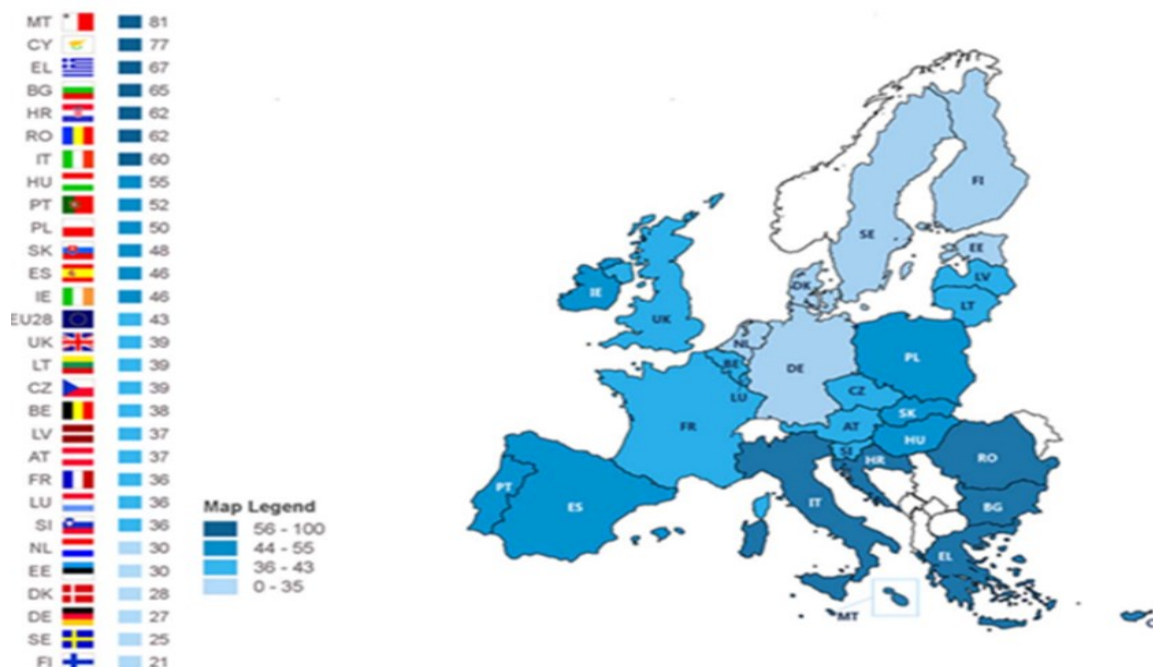 MT 81
CY 77
EL 67
BG 65
HR 62
RO 62
IT 60
HU 55
PT 52
PL 50
SK 48
ES 46
IE 46
EU28 43
UK 39
LT 39
CZ 39
BE 38
LV 37
AT 37
FR 36
LU 36
SI 36
NL 30
EE 30
DK 28
DE 27
SE 25
FI 21
Map Legend
56 - 100
44 - 55
36 - 43
0 - 35
FI
SE
EE
LV
DK
LT
IE
UK
NL
PL
BE
DE
LU
CZ
SK
FR
AT
HU
SI
HR
RO
PT
ES
IT
BG
EL
MT